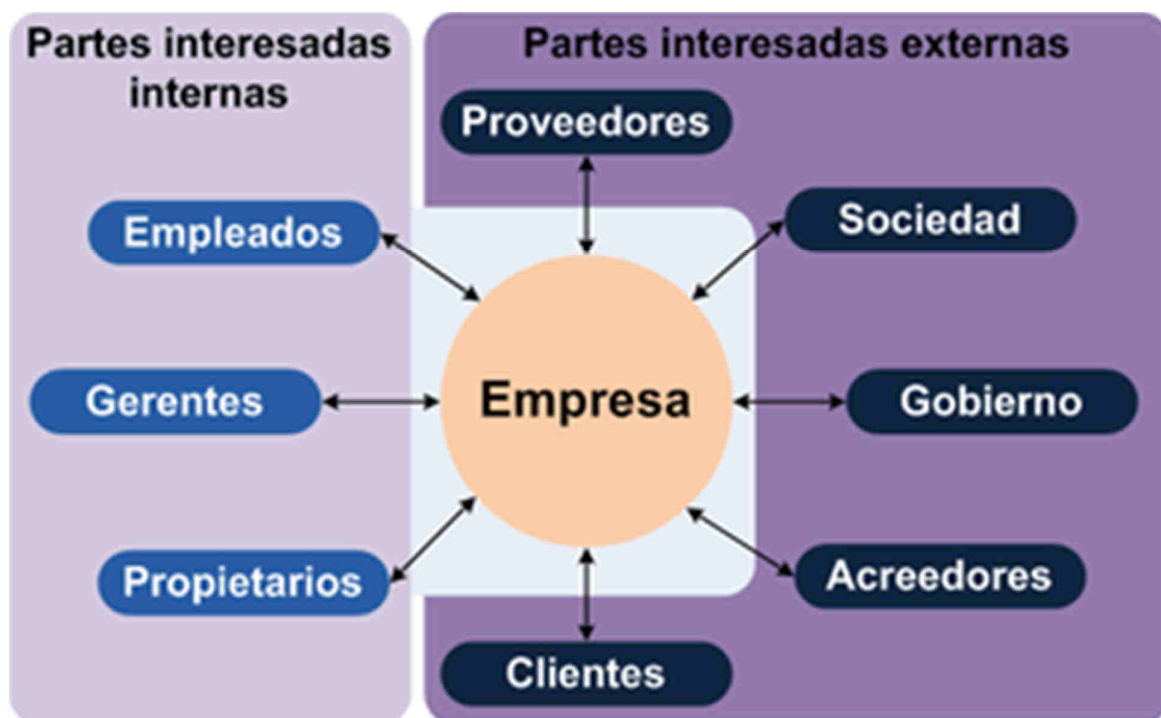 Partes interesadas
internas
Partes interesadas externas
Proveedores
Empleados
Sociedad
Gerentes
Empresa
Gobierno
Propietarios
Acreedores
Clientes